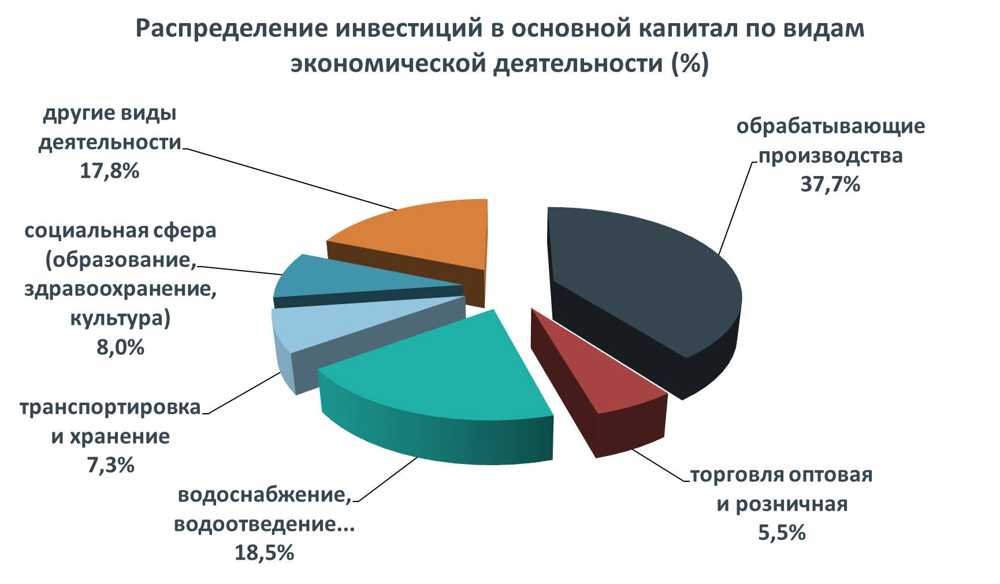 Распределение инвестиций в основной капитал по видам
экономической деятельности (%)
другие виды
деятельности
17,8%
обрабатывающие
производства
37,7%
социальная сфера
(образование,
здравоохранение,
культура)
8,0%
транспортировка
и хранение
7,3%
водоснабжение,
водоотведение...
18,5%
торговля оптовая
и розничная
5,5%